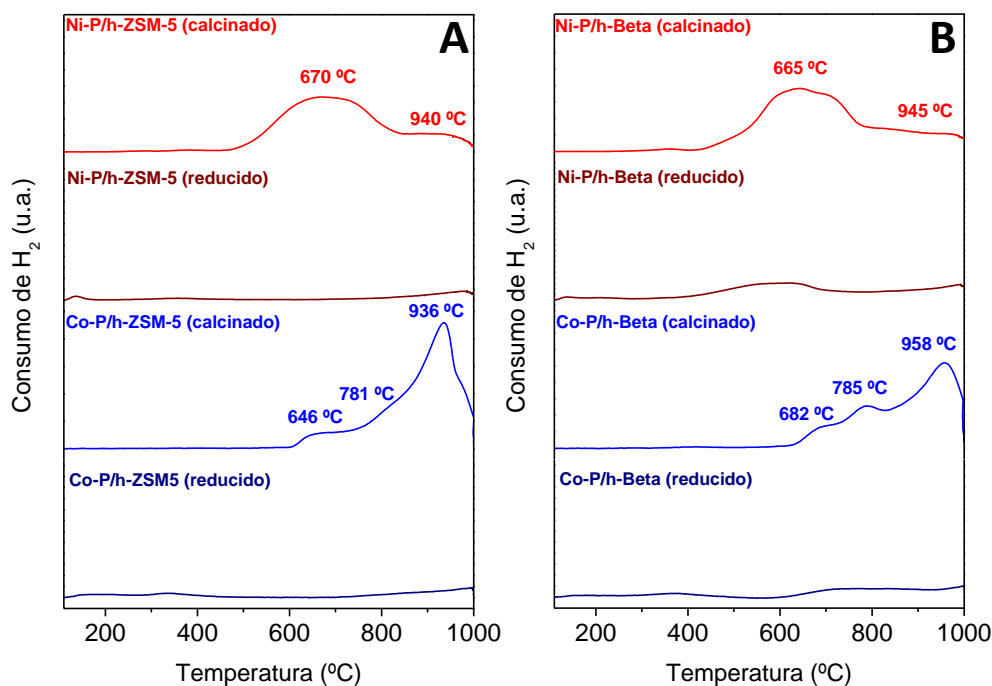 A
Ni-P/h-ZSM-5 (calcinado)
670 ºC
940 ºC
Ni-P/h-ZSM-5 (reducido)
Co-P/h-ZSM-5 (calcinado)
936 ºC
781 ºC
646 ºC
Co-P/h-ZSM5 (reducido)
Consumo de H₂ (u.a.)
200 400 600 800 1000
Temperatura (ºC)
B
Ni-P/h-Beta (calcinado)
665 ºC
945 ºC
Ni-P/h-Beta (reducido)
Co-P/h-Beta (calcinado)
958 ºC
785 ºC
682 ºC
Co-P/h-Beta (reducido)
Consumo de H₂ (u.a.)
200 400 600 800 1000
Temperatura (ºC)